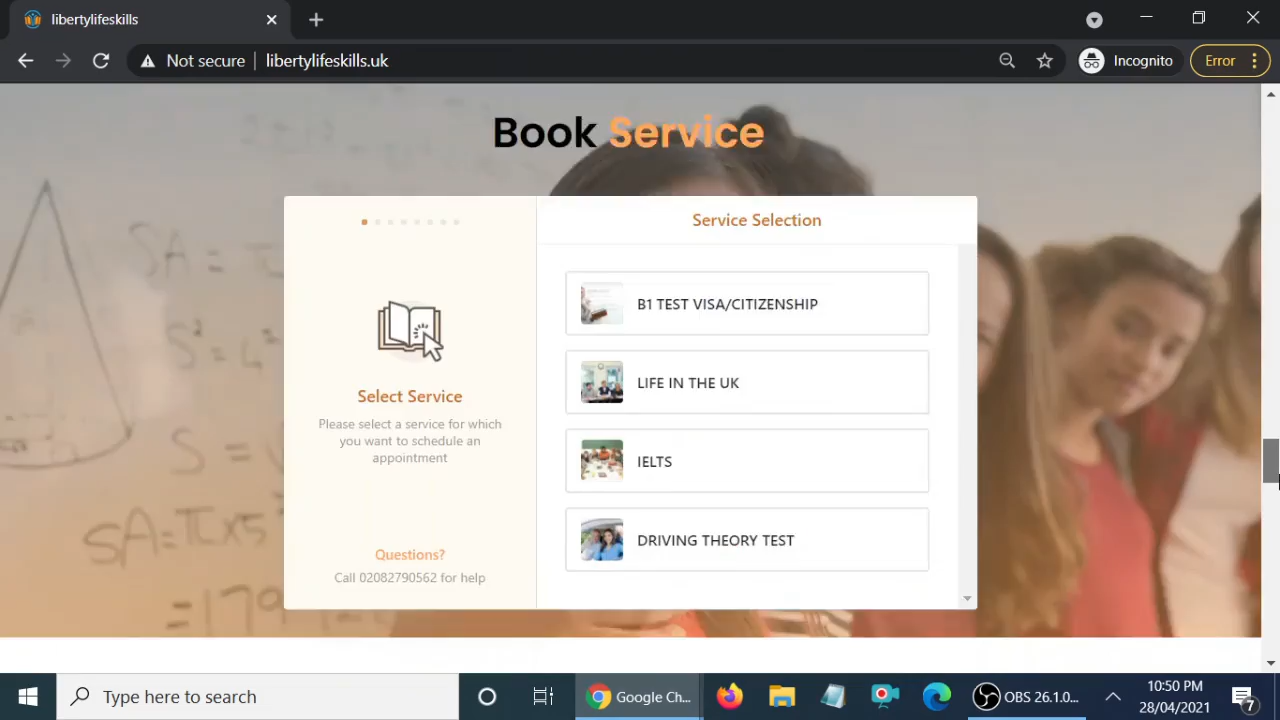 libertylifeskills
Not secure
libertylifeskills.uk
Incognito
Error
Book Service
Service Selection
Select Service
Please select a service for which
you want to schedule an
appointment
Questions?
Call 02082790562 for help
B1 TEST VISA/CITIZENSHIP
LIFE IN THE UK
IELTS
DRIVING THEORY TEST
Type here to search
Google Ch...
OBS 26.1.0...
10:50 PM
28/04/2021
7